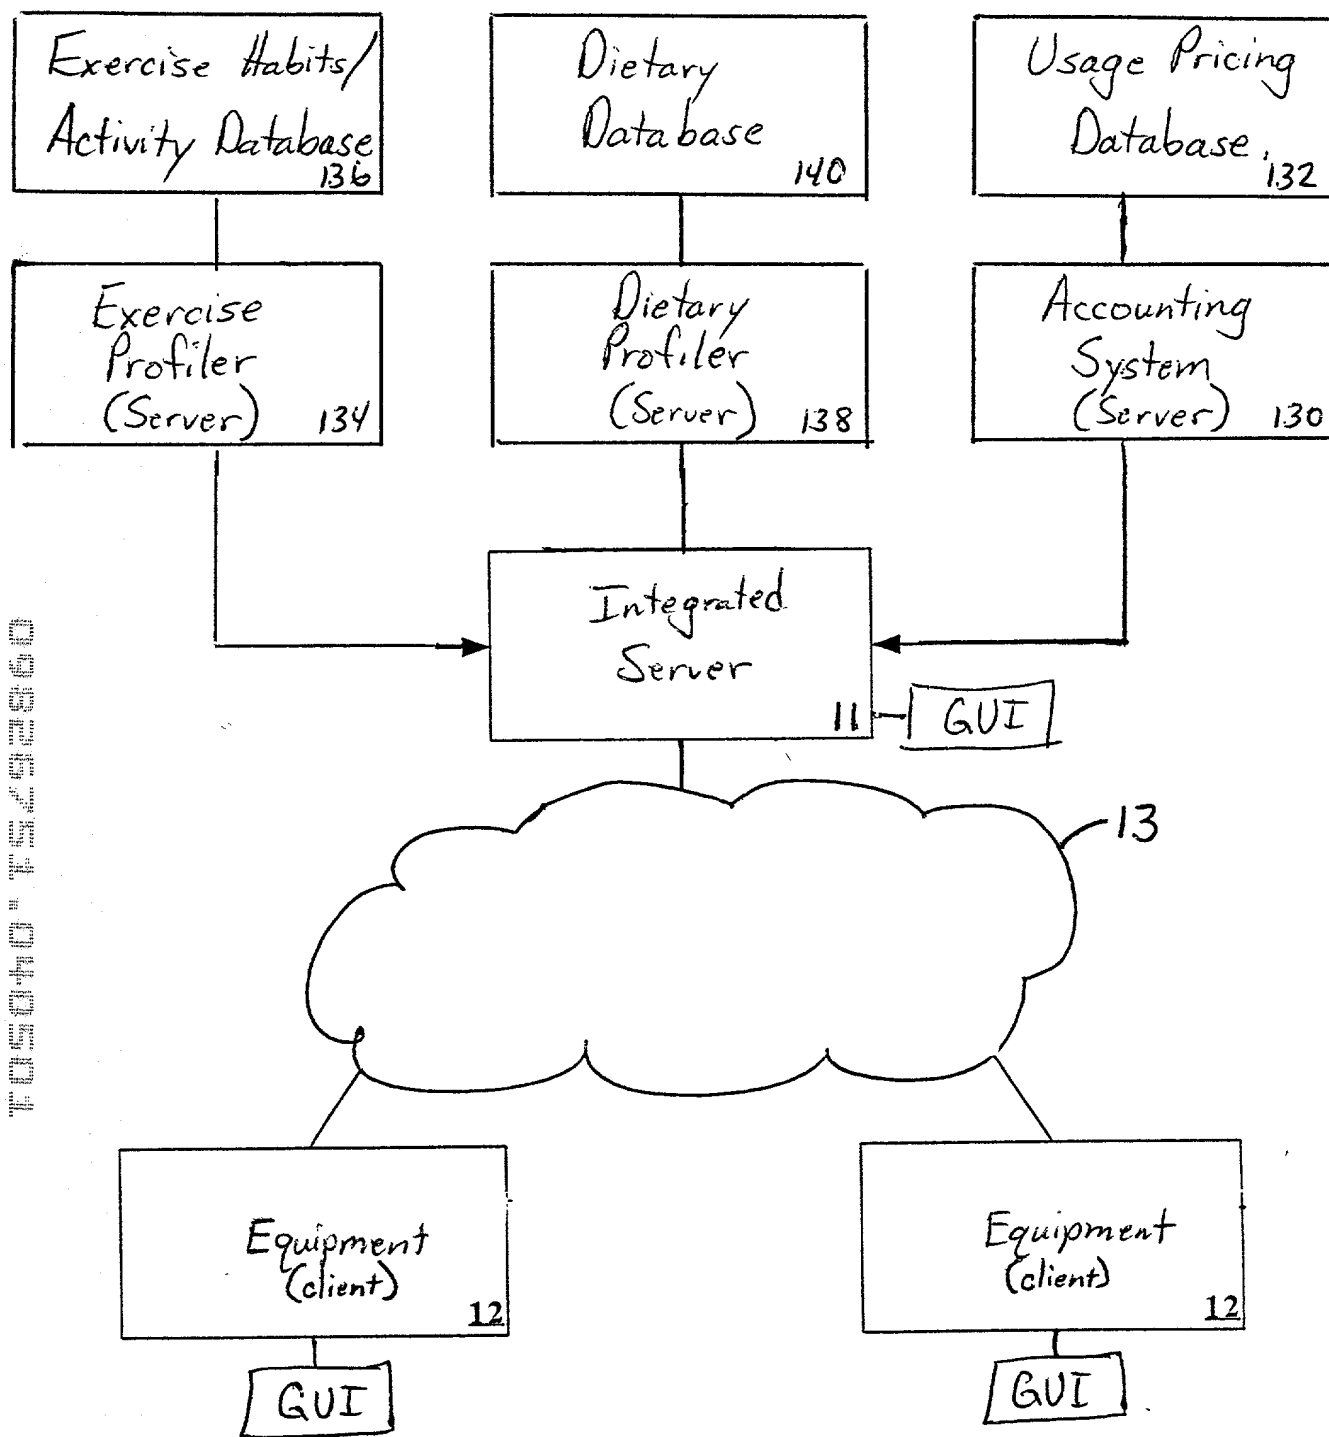 Exercise Habits/
Activity Database
136
Dietary
Database
140
Usage Pricing
Database
132
Exercise
Profiler
(Server) 134
Dietary
Profiler
(Server) 138
Accounting
System
(Server) 130
Integrated
Server
11
GUI
13
Equipment
(client)
12
GUI
Equipment
(client)
12
GUI